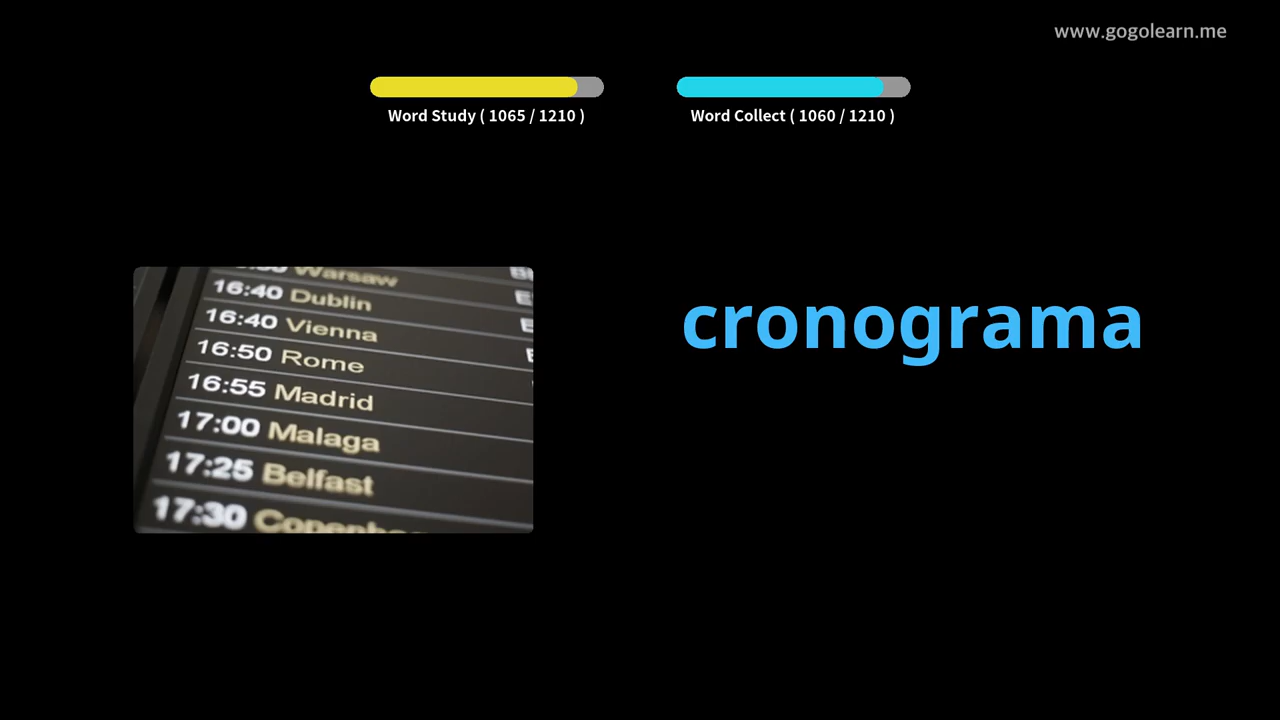 www.gogolearn.me
Word Study ( 1065 / 1210 )
Word Collect ( 1060 / 1210 )
Warsaw
16:40 Dublin
16:40 Vienna
16:50 Rome
16:55 Madrid
17:00 Malaga
17:25 Belfast
17:30
cronograma